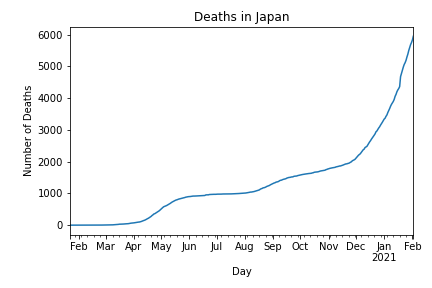 Deaths in Japan
6000
5000
4000
3000
2000
1000
0
Number of Deaths
Feb Mar Apr May Jun Jul Aug Sep Oct Nov Dec Jan Feb
2021
Day